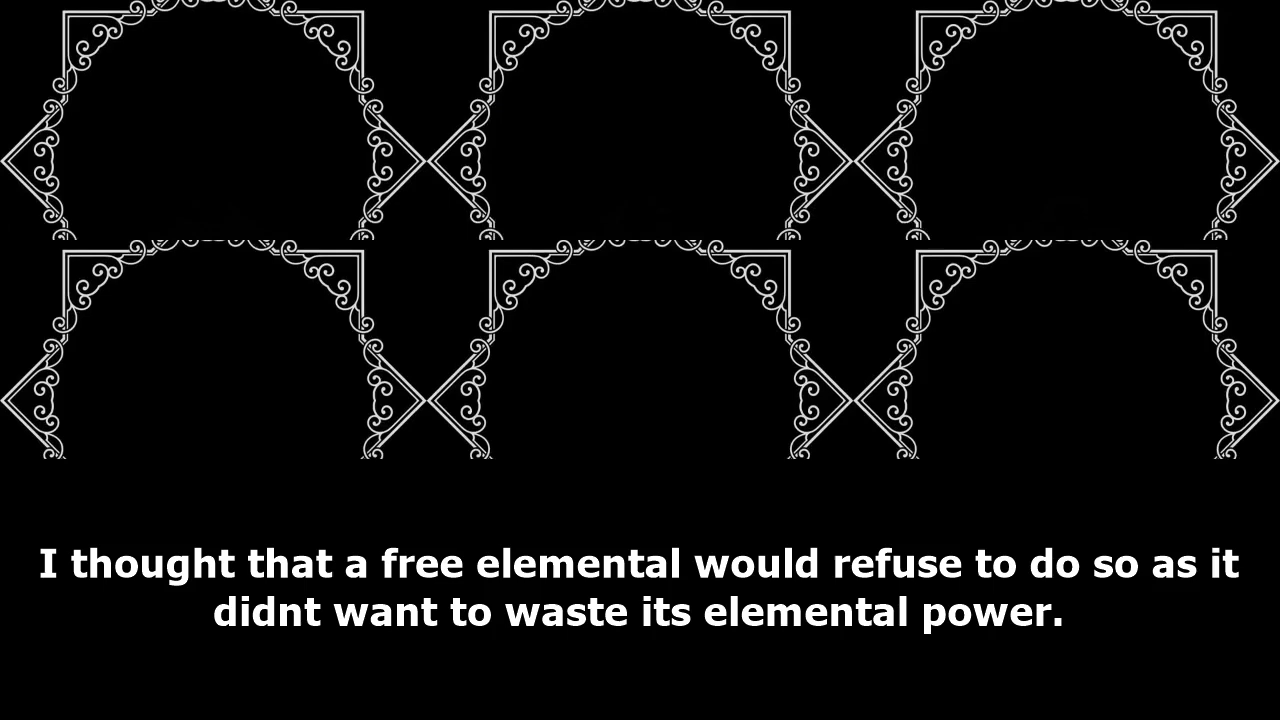 I thought that a free elemental would refuse to do so as it
didnt want to waste its elemental power.